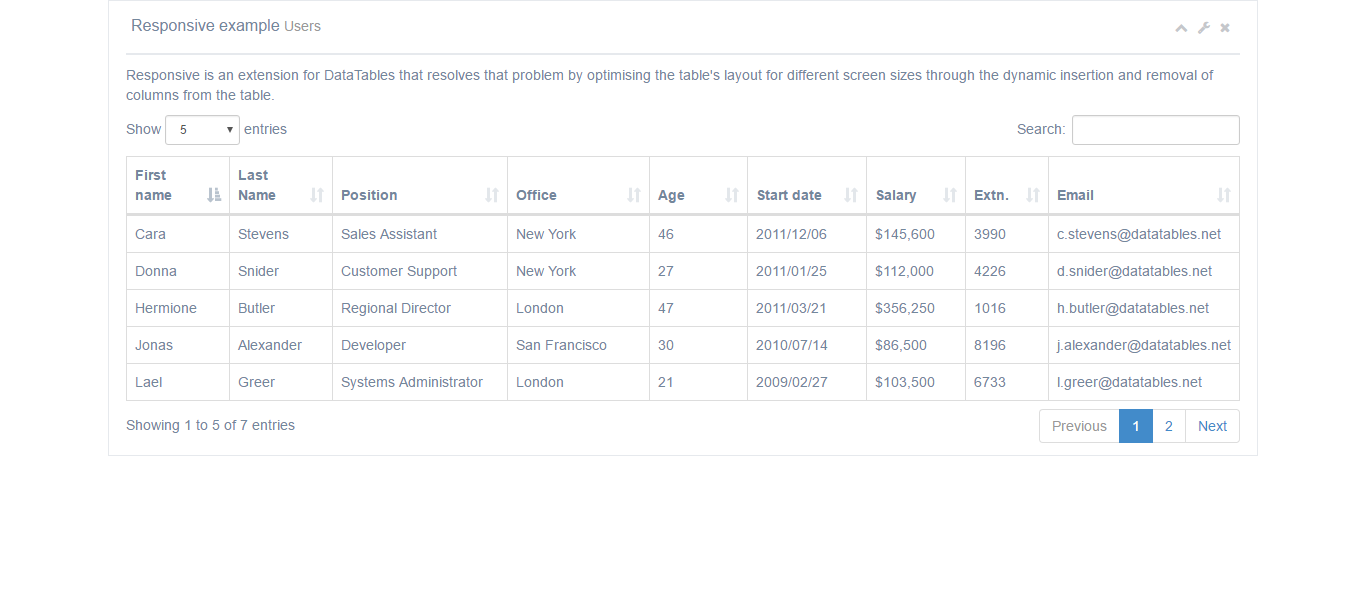 Responsive example Users
Responsive is an extension for DataTables that resolves that problem by optimising the table's layout for different screen sizes through the dynamic insertion and removal of
columns from the table.
Show 5 entries Search:
First name Last Name Position Office Age Start date Salary Extn. Email
Cara Stevens Sales Assistant New York 46 2011/12/06 $145,600 3990 c.stevens@datatables.net
Donna Snider Customer Support New York 27 2011/01/25 $112,000 4226 d.snider@datatables.net
Hermione Butler Regional Director London 47 2011/03/21 $356,250 1016 h.butler@datatables.net
Jonas Alexander Developer San Francisco 30 2010/07/14 $86,500 8196 j.alexander@datatables.net
Lael Greer Systems Administrator London 21 2009/02/27 $103,500 6733 l.greer@datatables.net
Showing 1 to 5 of 7 entries Previous 1 2 Next